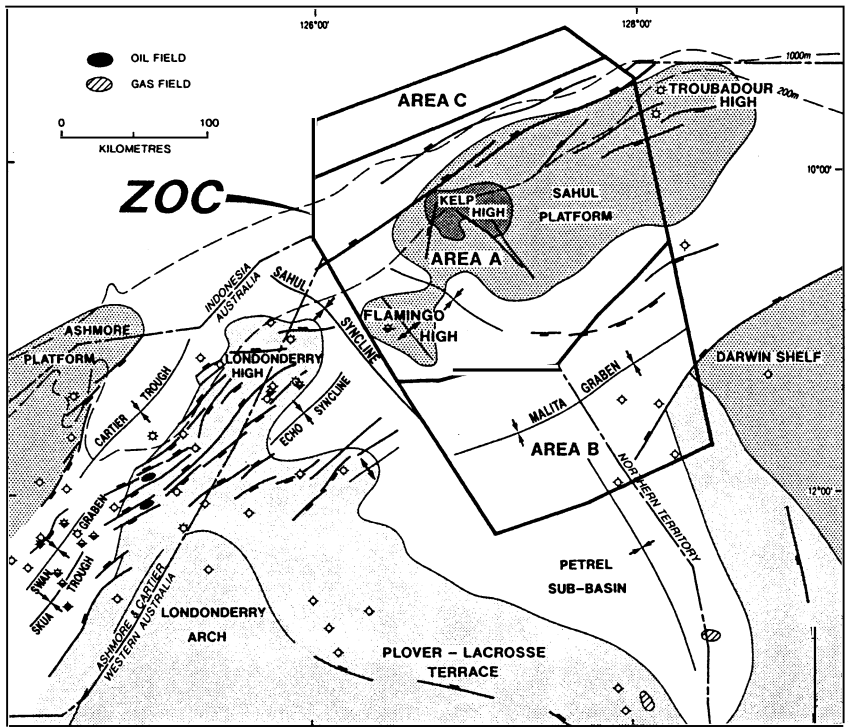 126°00'
128°00'
OIL FIELD
GAS FIELD
0 100
KILOMETRES
1000m
200m
AREA C
TROUBADOUR
HIGH
10°00'
ZOC
KELP
HIGH
SAHUL
PLATFORM
AREA A
INDONESIA
AUSTRALIA
SAHUL SYNCLINE
FLAMINGO
HIGH
ASHMORE
PLATFORM
LONDONDERRY
HIGH
DARWIN SHELF
CARTIER TROUGH
ECHO SYNCLINE
MALITA GRABEN
AREA B
NORTHERN TERRITORY
12°00'
SWAN GRABEN
SKUA TROUGH
PETREL
SUB-BASIN
ASHMORE & CARTIER
WESTERN AUSTRALIA
LONDONDERRY
ARCH
PLOVER – LACROSSE
TERRACE